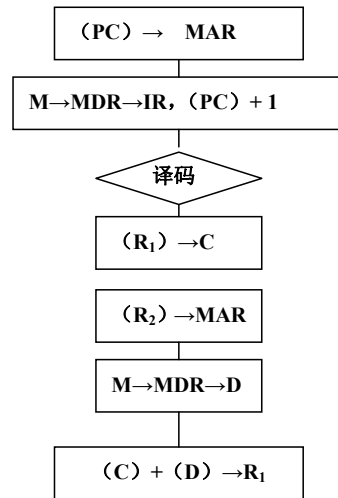 （PC）→ MAR
M→MDR→IR，（PC）+ 1
译码
（R₁）→C
（R₂）→MAR
M→MDR→D
（C）+（D）→R₁